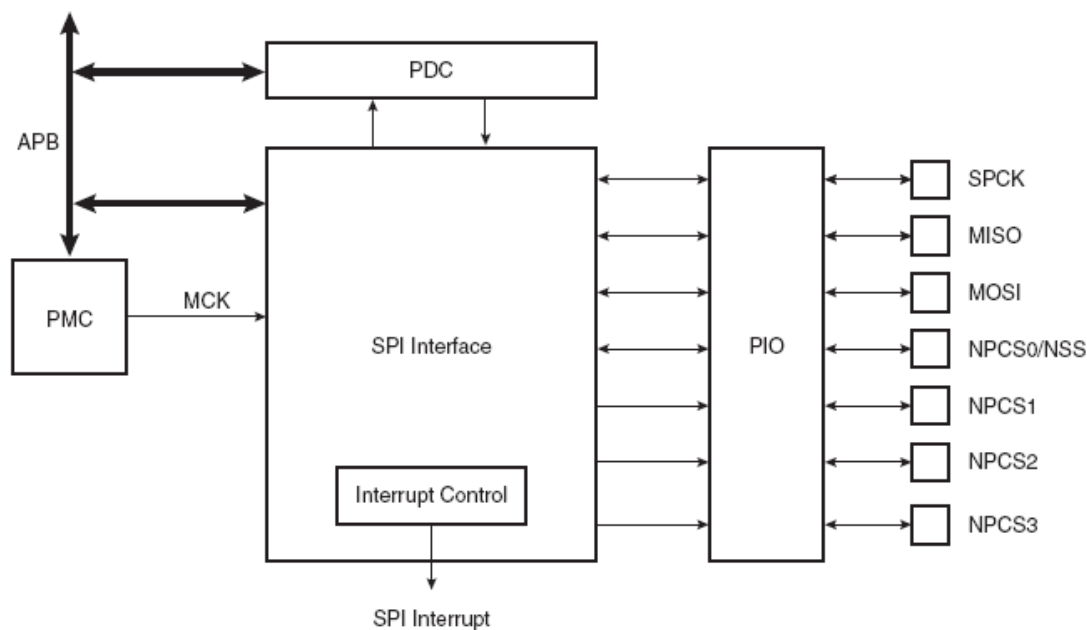 PDC
APB
SPCK
MISO
MCK
MOSI
PMC
SPI Interface
PIO
NPCS0/NSS
NPCS1
NPCS2
Interrupt Control
NPCS3
SPI Interrupt